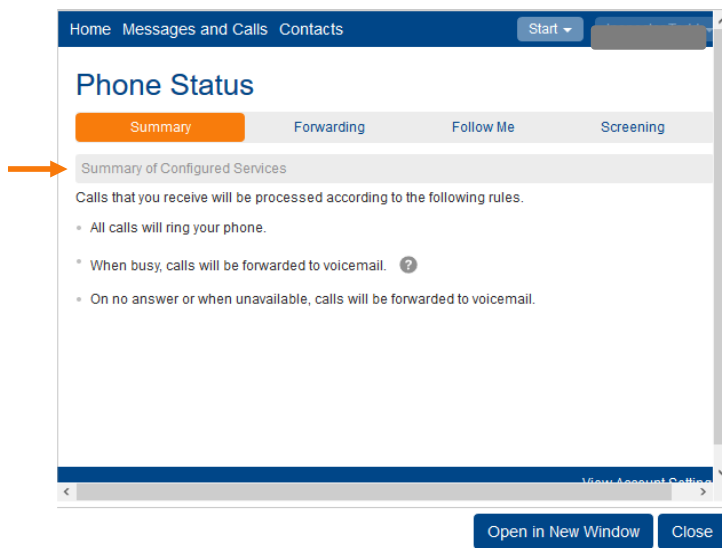 Home Messages and Calls Contacts Start
Phone Status
Summary Forwarding Follow Me Screening
Summary of Configured Services
Calls that you receive will be processed according to the following rules.
All calls will ring your phone.
When busy, calls will be forwarded to voicemail. ?
On no answer or when unavailable, calls will be forwarded to voicemail.
View Account Setting
Open in New Window Close